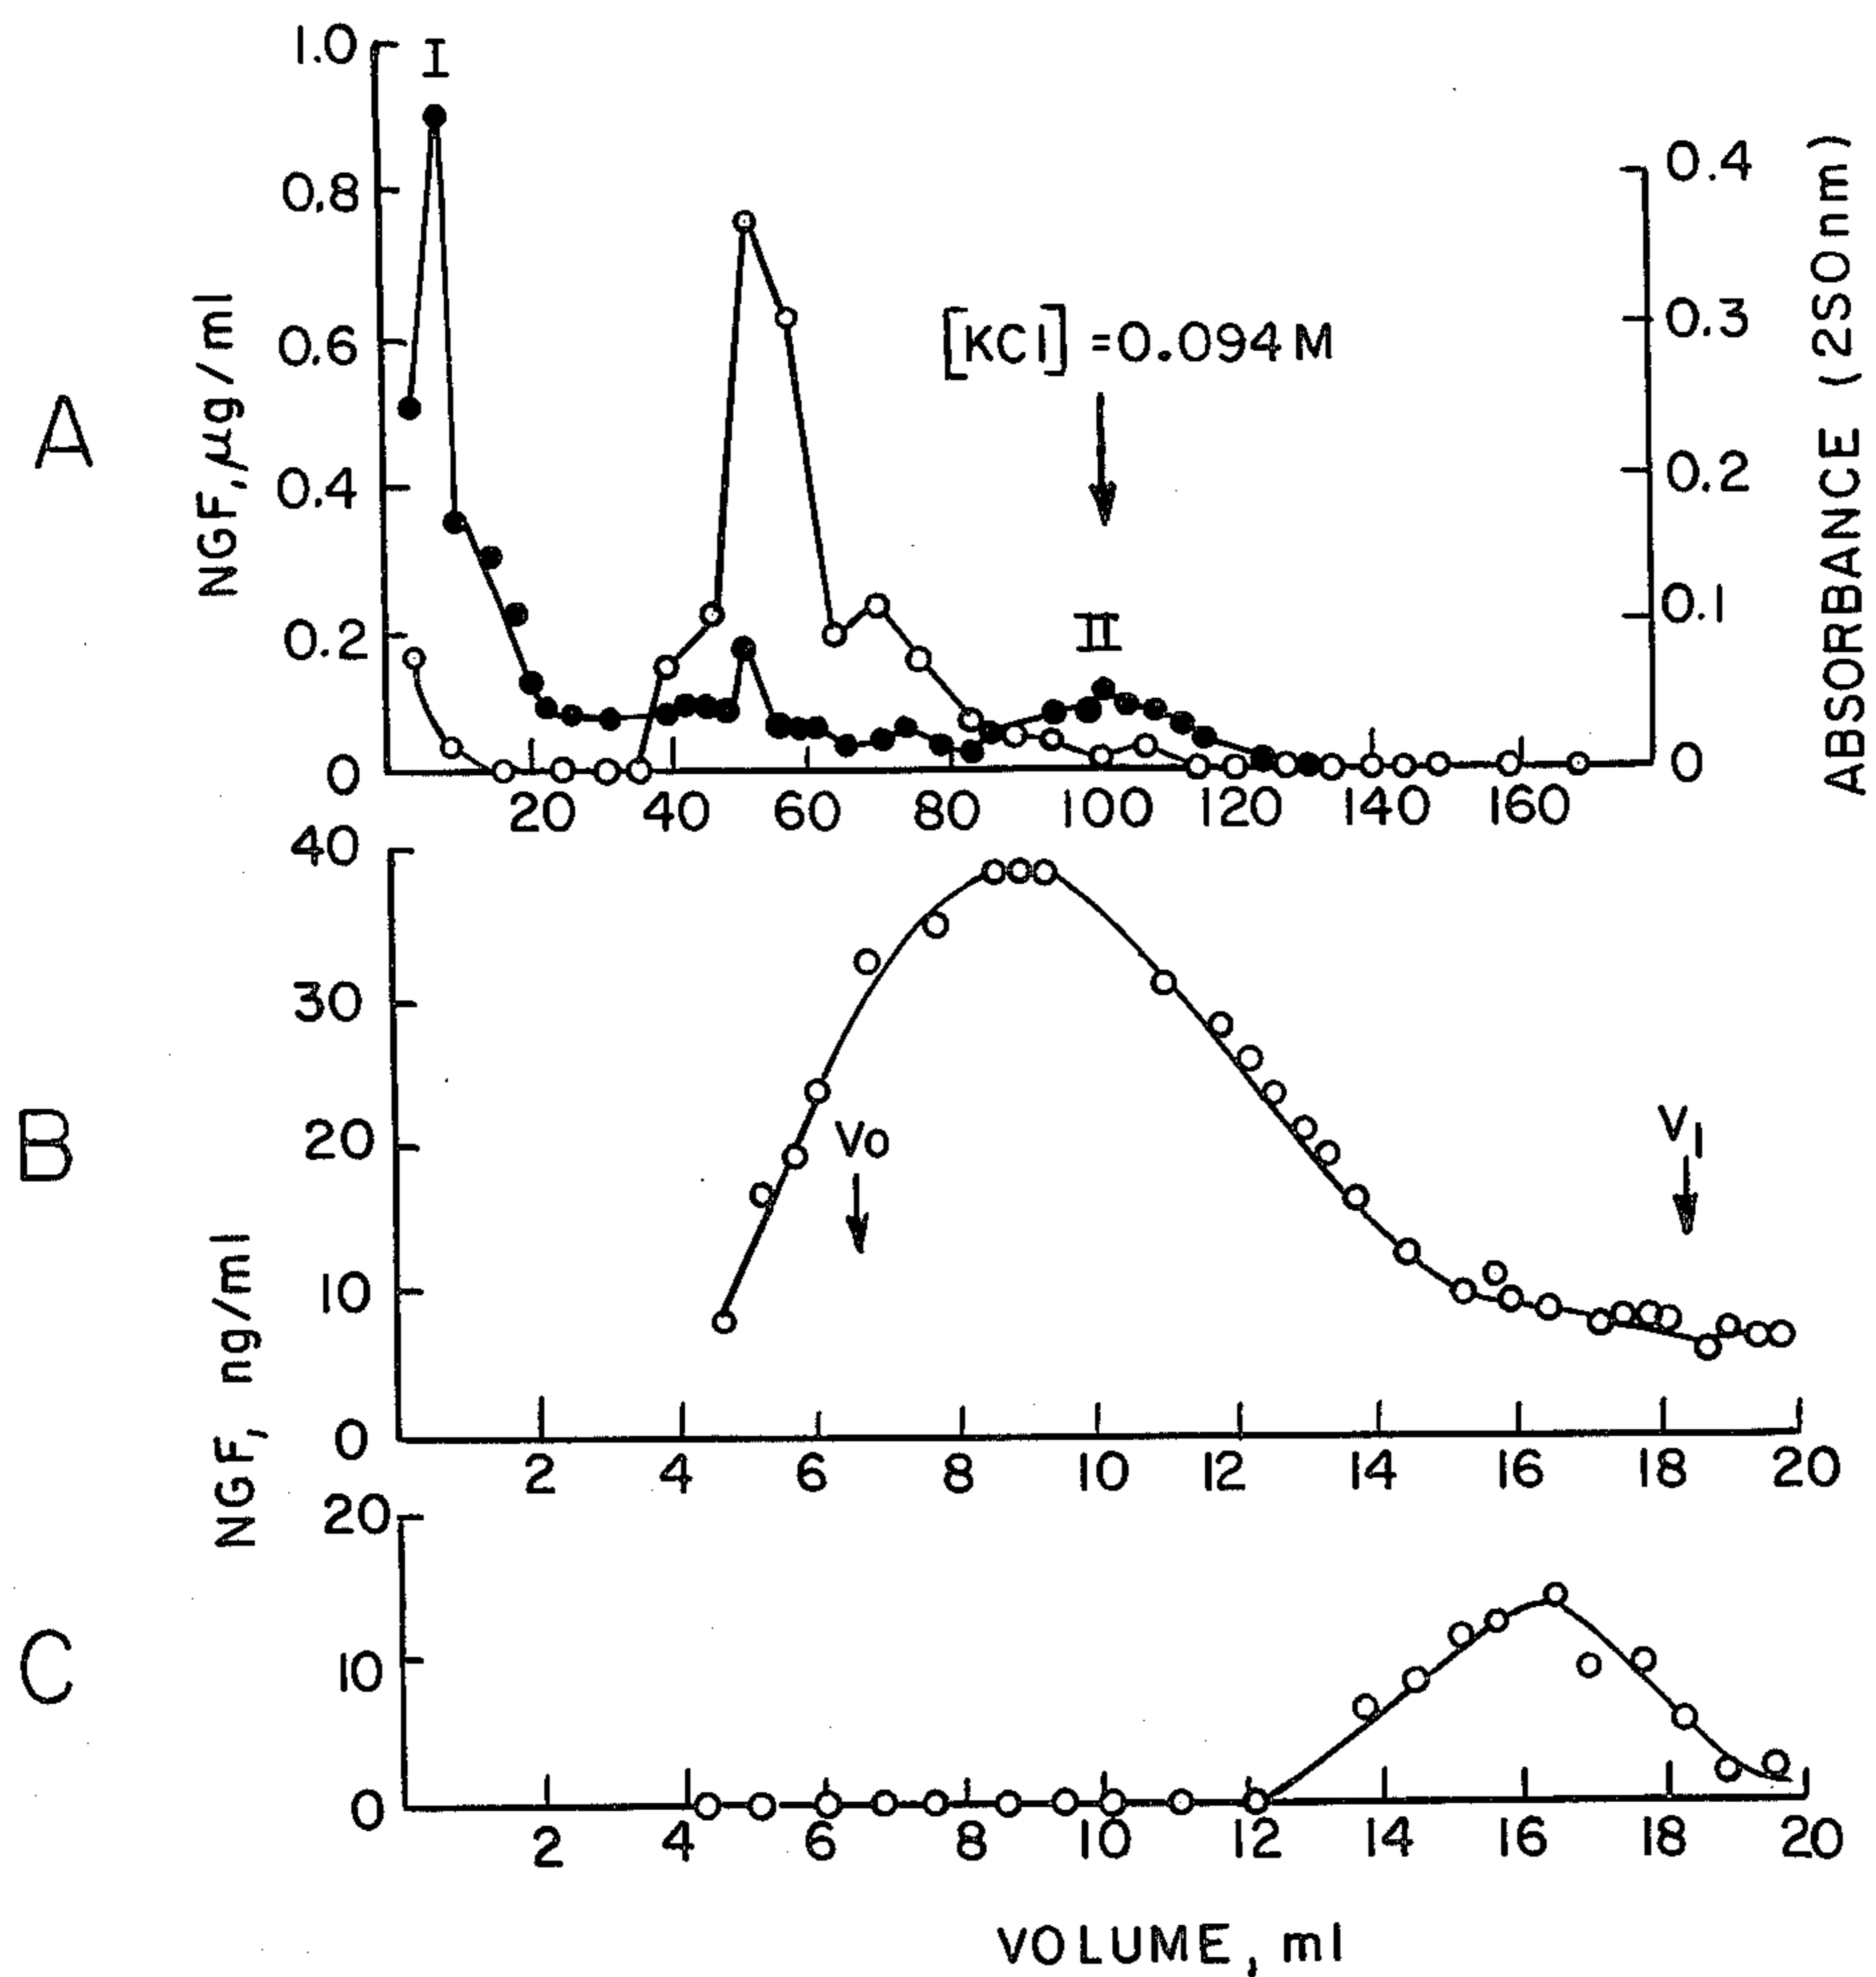 A
NGF, μg/ml
1.0
0.8
0.6
0.4
0.2
0
I
[KCl] = 0.094 M
II
ABSORBANCE (2SOnm)
0.4
0.3
0.2
0.1
0
20 40 60 80 100 120 140 160
B
NGF, ng/ml
40
30
20
10
0
Vo
V1
2 4 6 8 10 12 14 16 18 20
C
20
10
0
2 4 6 8 10 12 14 16 18 20
VOLUME, ml